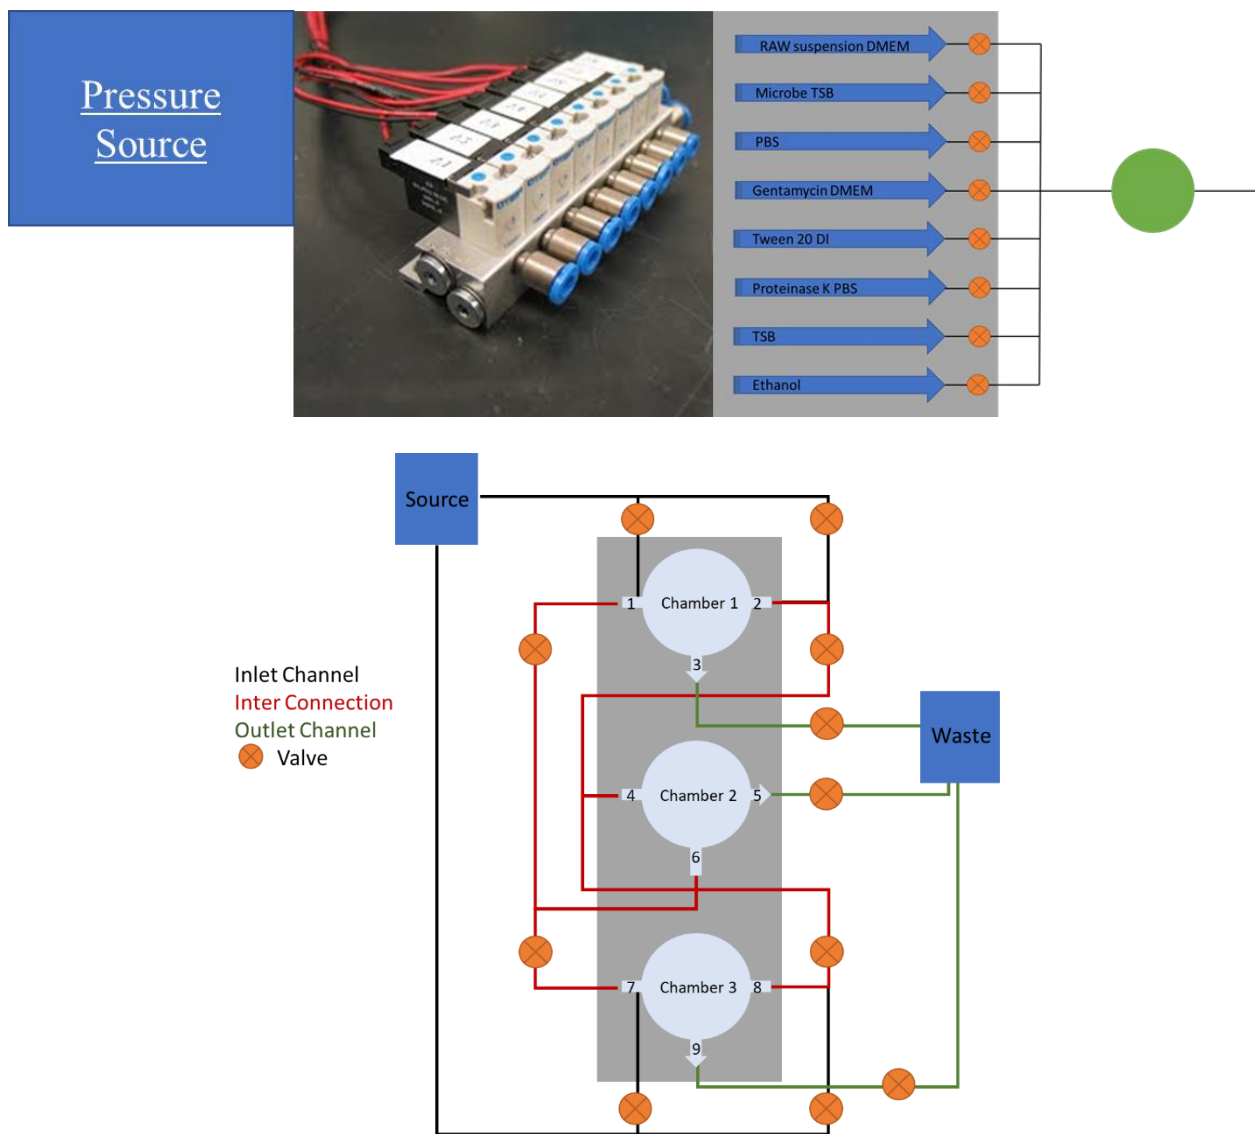 Pressure
Source
RAW suspension DMEM
Microbe TSB
PBS
Gentamycin DMEM
Tween 20 DI
Proteinase K PBS
TSB
Ethanol
Source
1
Chamber 1
2
3
Inlet Channel
Inter Connection
Outlet Channel
Valve
Waste
4
Chamber 2
5
6
7
Chamber 3
8
9